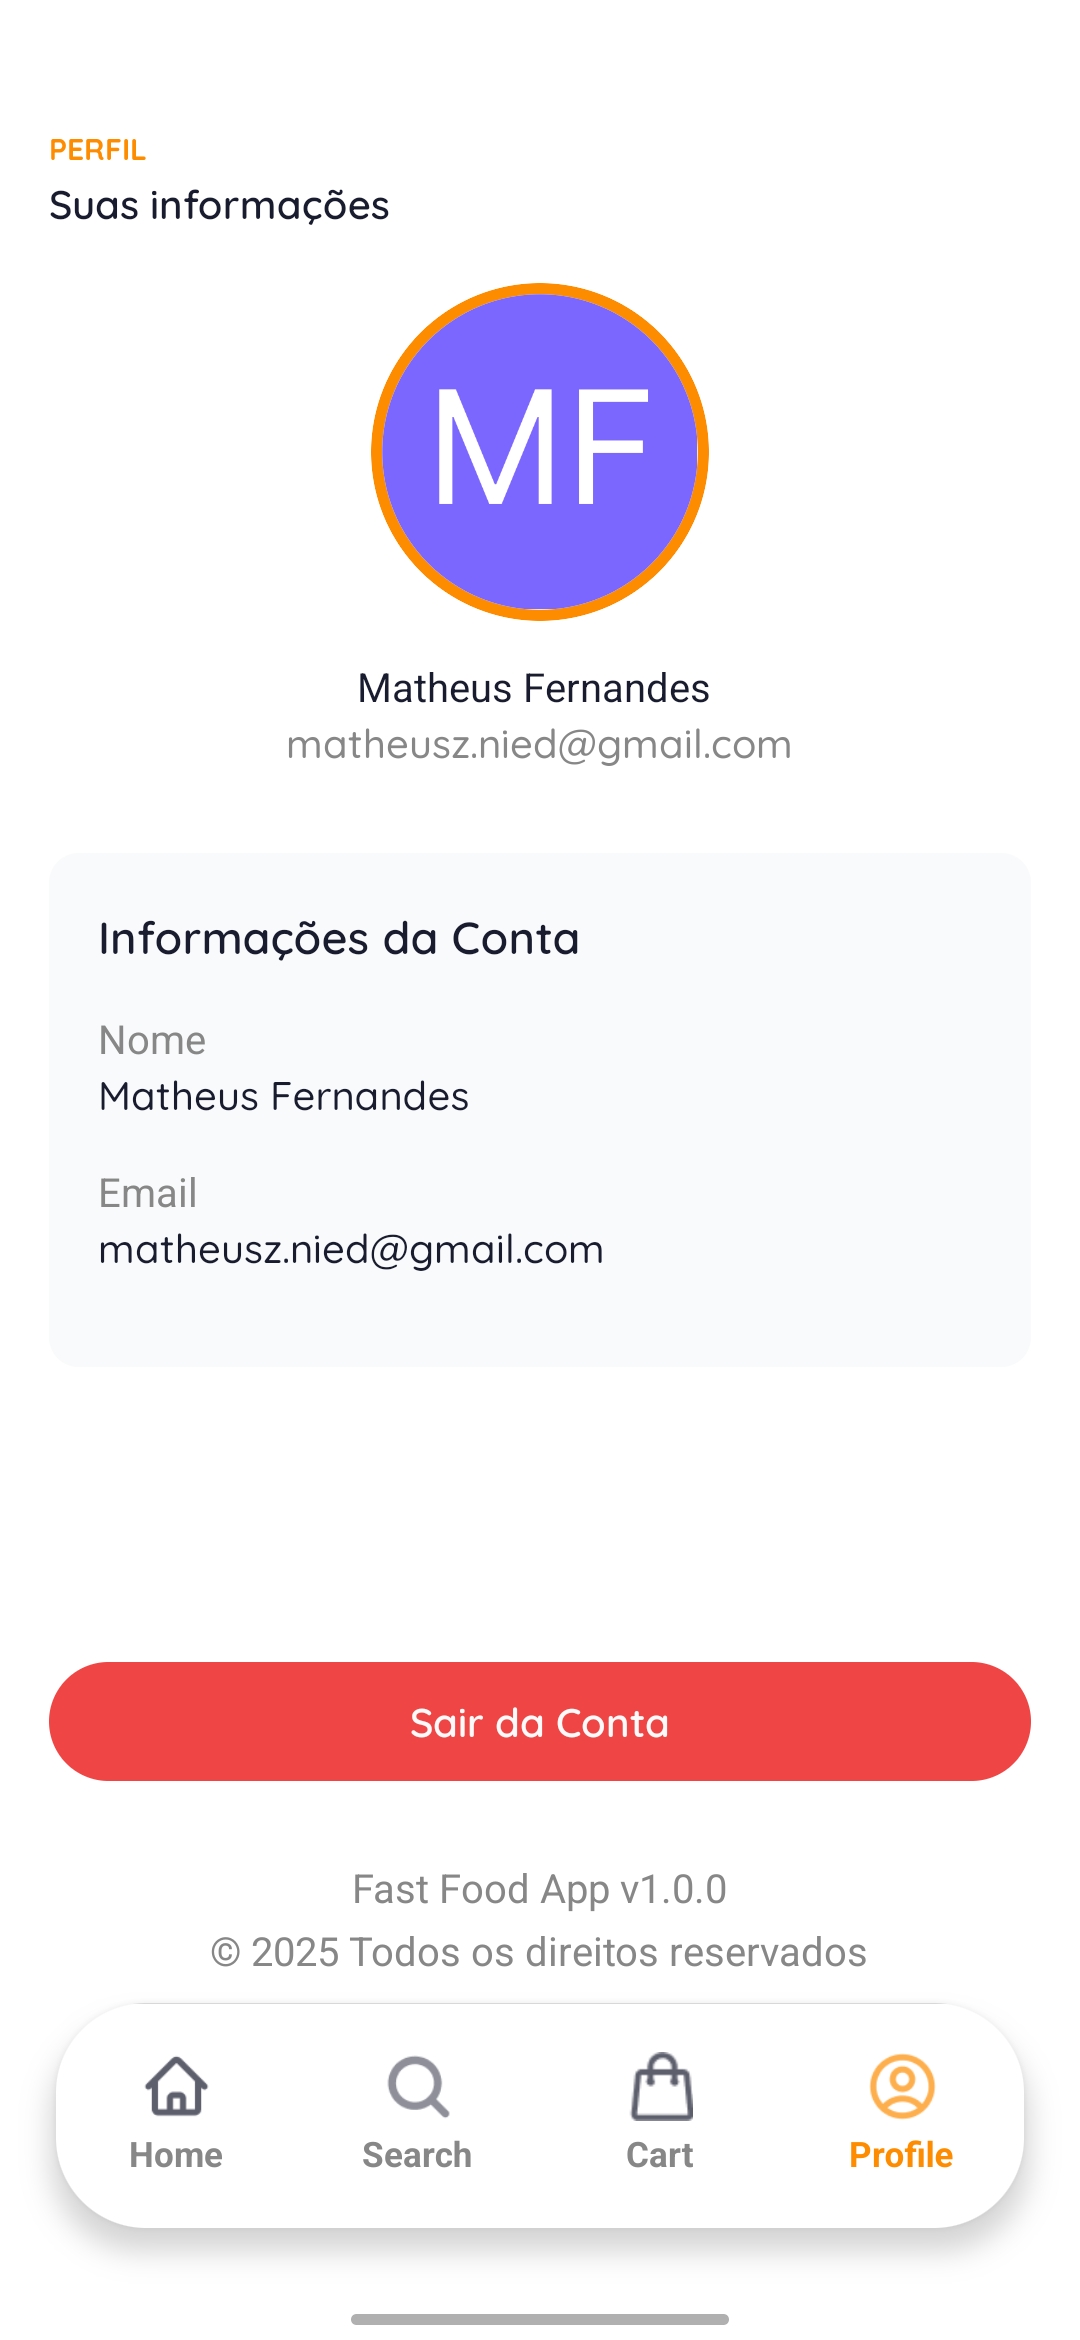 PERFIL
Suas informações
MF
Matheus Fernandes
matheusz.nied@gmail.com
Informações da Conta
Nome
Matheus Fernandes
Email
matheusz.nied@gmail.com
Sair da Conta
Fast Food App v1.0.0
© 2025 Todos os direitos reservados
Home Search Cart Profile